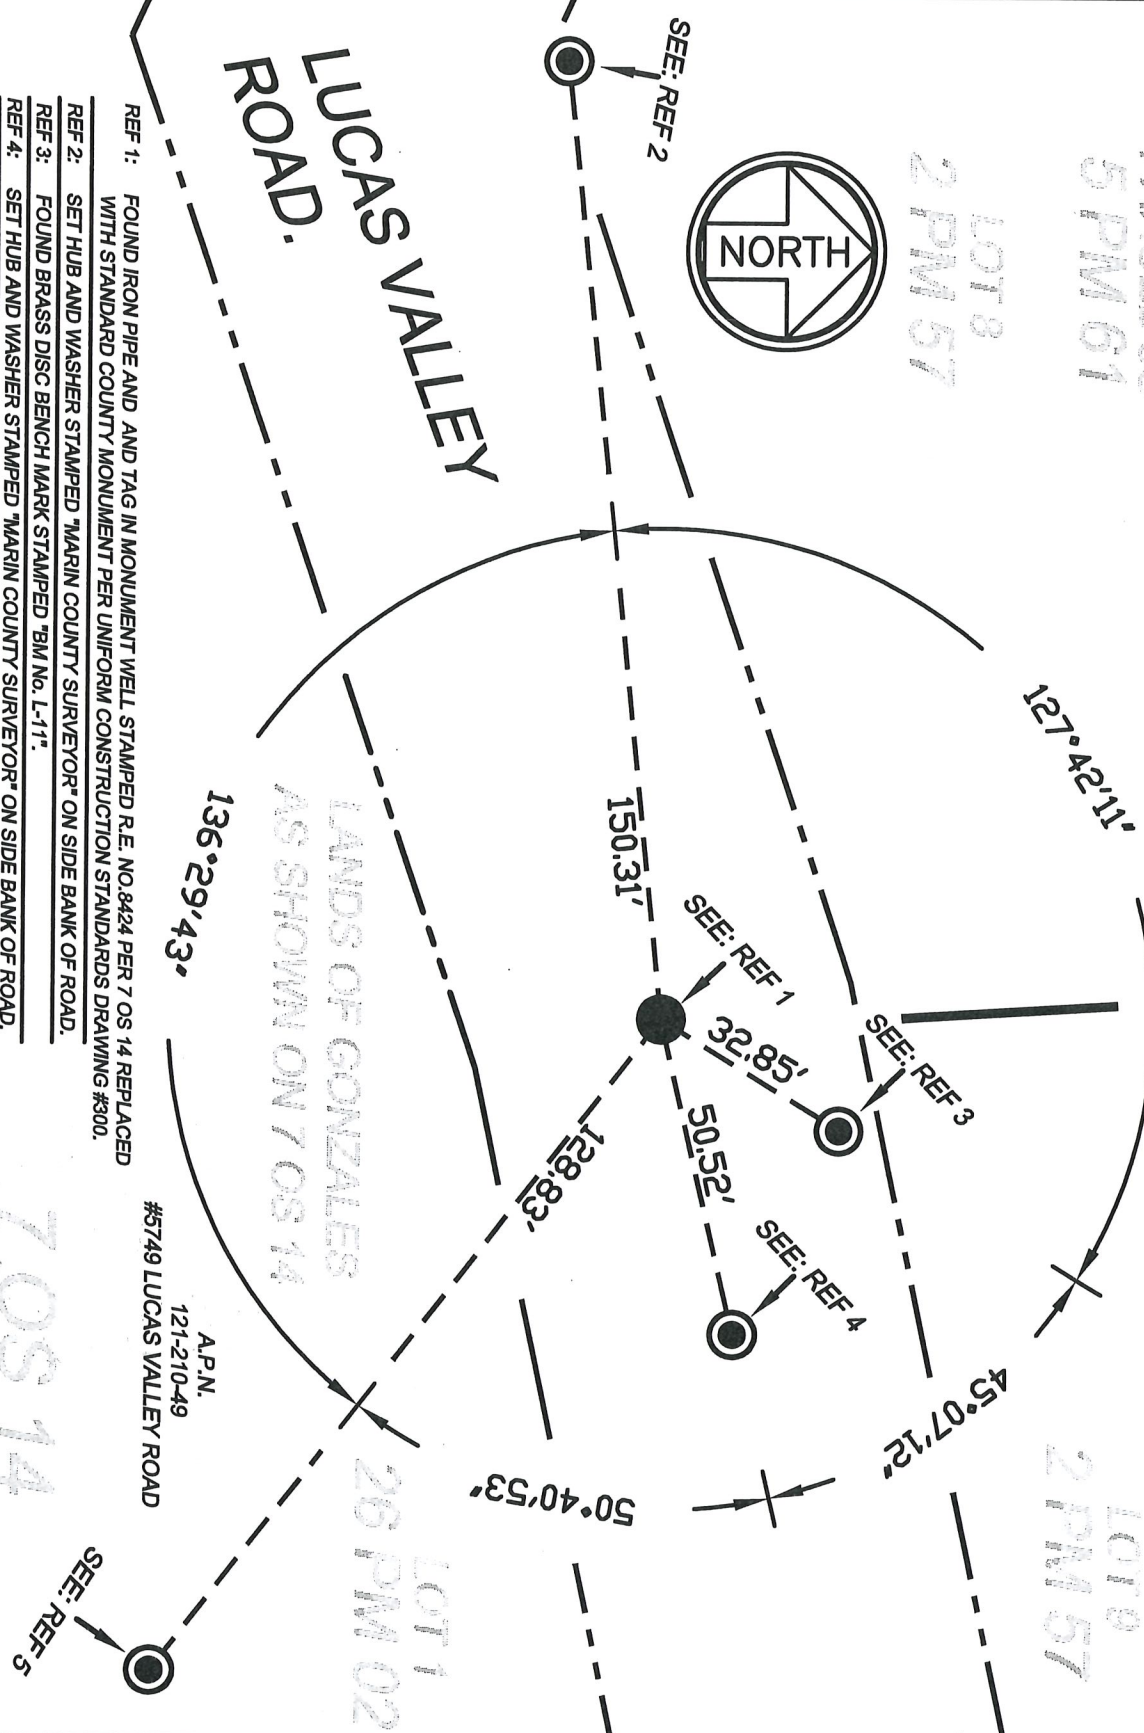 SEE: REF 2
NORTH
LOT 8
2 PM 57
5 PM 61
LUCAS VALLEY
ROAD.
127°42'11"
136°29'43"
45°07'12"
50°40'53"
150.31'
SEE: REF 1
32.85'
SEE: REF 3
50.52'
SEE: REF 4
128.83'
SEE: REF 5
LANDS OF GONZALES
AS SHOWN ON 7 OS 14
LOT 9
2 PM 57
LOT 1
26 PM 02
A.P.N.
121-210-49
#5749 LUCAS VALLEY ROAD
7 OS 14
REF 1: FOUND IRON PIPE AND AND TAG IN MONUMENT WELL STAMPED R.E. NO.8424 PER 7 OS 14 REPLACED
WITH STANDARD COUNTY MONUMENT PER UNIFORM CONSTRUCTION STANDARDS DRAWING #300.
REF 2: SET HUB AND WASHER STAMPED "MARIN COUNTY SURVEYOR" ON SIDE BANK OF ROAD.
REF 3: FOUND BRASS DISC BENCH MARK STAMPED "BM No. L-11".
REF 4: SET HUB AND WASHER STAMPED "MARIN COUNTY SURVEYOR" ON SIDE BANK OF ROAD.